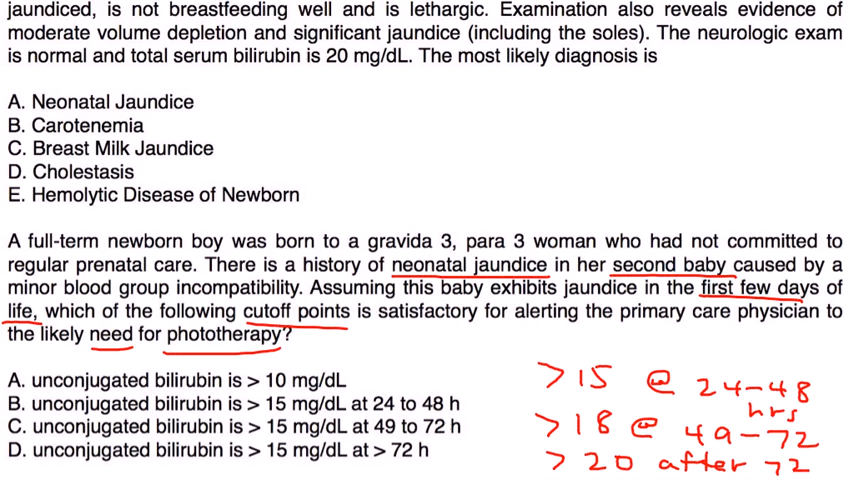 jaundiced, is not breastfeeding well and is lethargic. Examination also reveals evidence of
moderate volume depletion and significant jaundice (including the soles). The neurologic exam
is normal and total serum bilirubin is 20 mg/dL. The most likely diagnosis is
A. Neonatal Jaundice
B. Carotenemia
C. Breast Milk Jaundice
D. Cholestasis
E. Hemolytic Disease of Newborn
A full-term newborn boy was born to a gravida 3, para 3 woman who had not committed to
regular prenatal care. There is a history of neonatal jaundice in her second baby caused by a
minor blood group incompatibility. Assuming this baby exhibits jaundice in the first few days of
life, which of the following cutoff points is satisfactory for alerting the primary care physician to
the likely need for phototherapy?
A. unconjugated bilirubin is > 10 mg/dL
B. unconjugated bilirubin is > 15 mg/dL at 24 to 48 h
C. unconjugated bilirubin is > 15 mg/dL at 49 to 72 h
D. unconjugated bilirubin is > 15 mg/dL at > 72 h
> 15 @ 24-48
hrs
> 18 @ 49-72
> 20 after 72